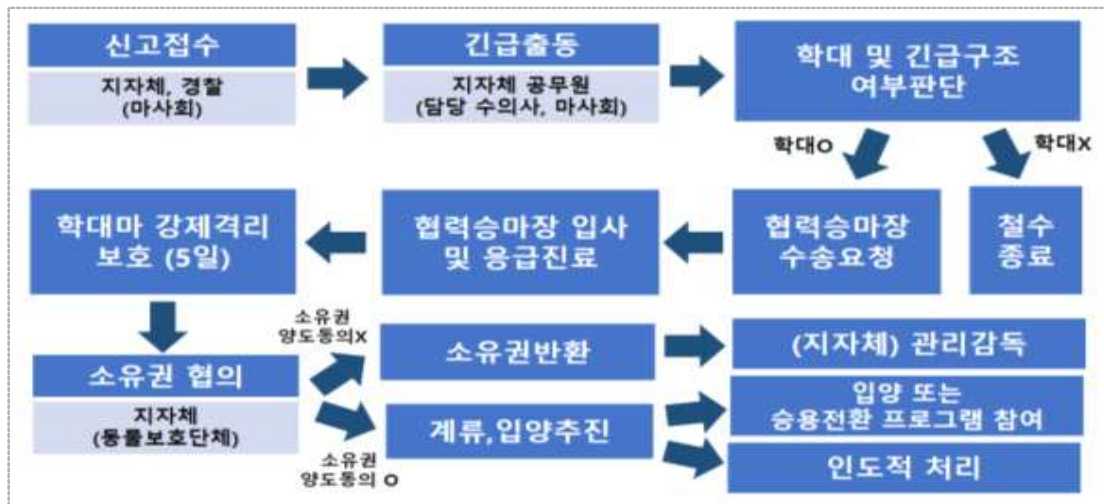 신고접수
지자체, 경찰
(마사회)
긴급출동
지자체 공무원
(담당 수의사, 마사회)
학대 및 긴급구조
여부판단
학대O
학대X
철수
종료
협력승마장
수송요청
협력승마장 입사
및 응급진료
학대마 강제격리
보호 (5일)
소유권 협의
지자체
(동물보호단체)
소유권
양도동의X
소유권반환
(지자체) 관리감독
소유권
양도동의 O
계류,입양추진
입양 또는
승용전환 프로그램 참여
인도적 처리